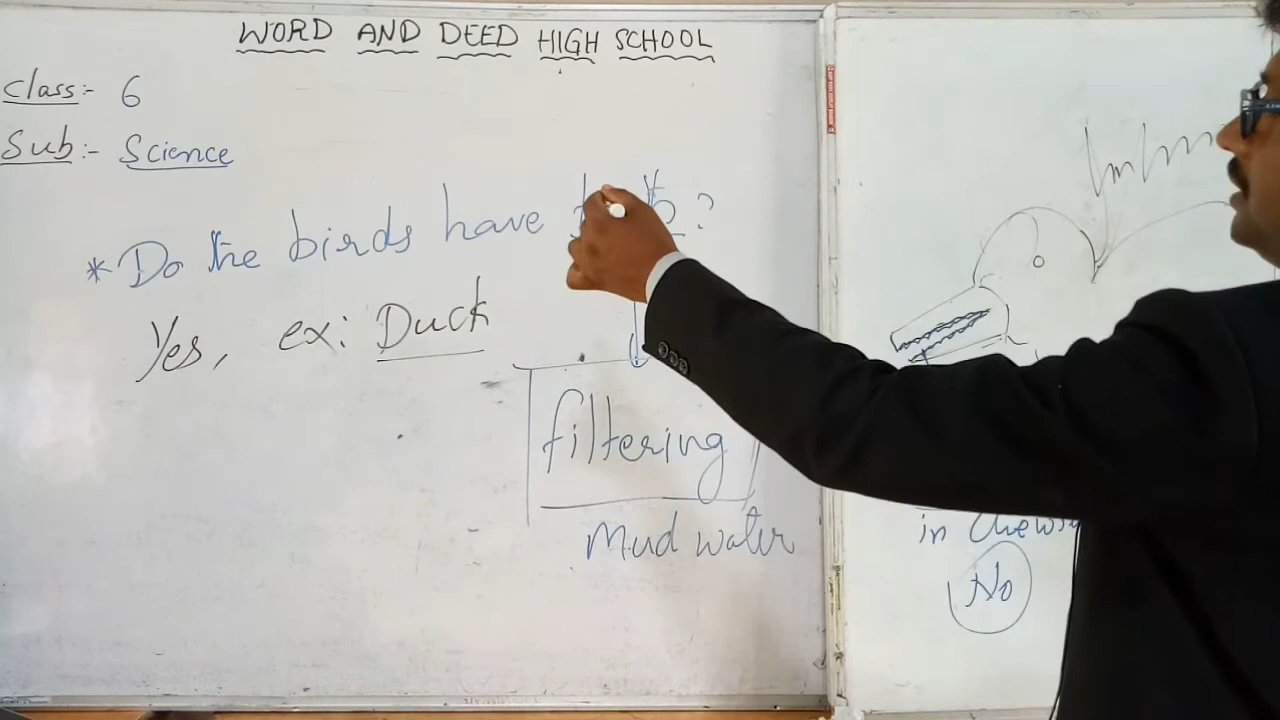 WORD AND DEED HIGH SCHOOL
Class:- 6
Sub:- Science
* Do the birds have ?
Yes, ex: Duck
filtering
Mud water
in
No